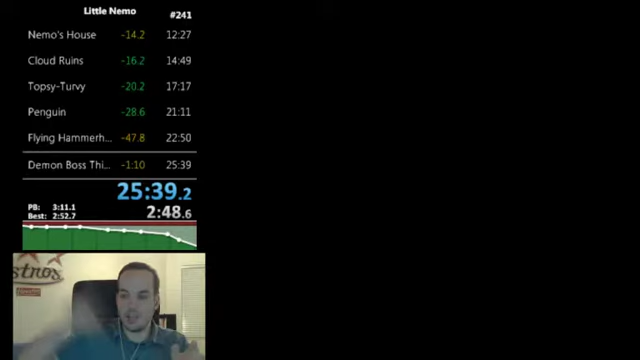 Little Nemo
#241
Nemo's House -14.2 12:27
Cloud Ruins -16.2 14:49
Topsy-Turvy -20.2 17:17
Penguin -28.6 21:11
Flying Hammerh... -47.8 22:50
Demon Boss Thi... -1:10 25:39
25:39.2
PB: 3:11.1
Best: 2:52.7
2:48.6
stros